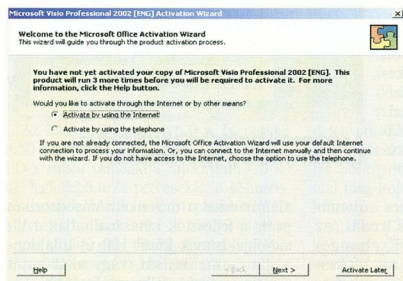 Microsoft Visio Professional 2002 [ENG] Activation Wizard
Welcome to the Microsoft Office Activation Wizard
This wizard will guide you through the product activation process.
You have not yet activated your copy of Microsoft Visio Professional 2002 [ENG]. This
product will run 3 more times before you will be required to activate it. For more
information, click the Help button.
Would you like to activate through the Internet or by other means?
Activate by using the Internet
Activate by using the telephone
If you are not already connected, the Microsoft Office Activation Wizard will use your default Internet
connection to process your information. Or, you can connect to the Internet manually and then continue
with the wizard. If you do not have access to the Internet, choose the option to use the telephone.
Help
< Back
Next >
Activate Later